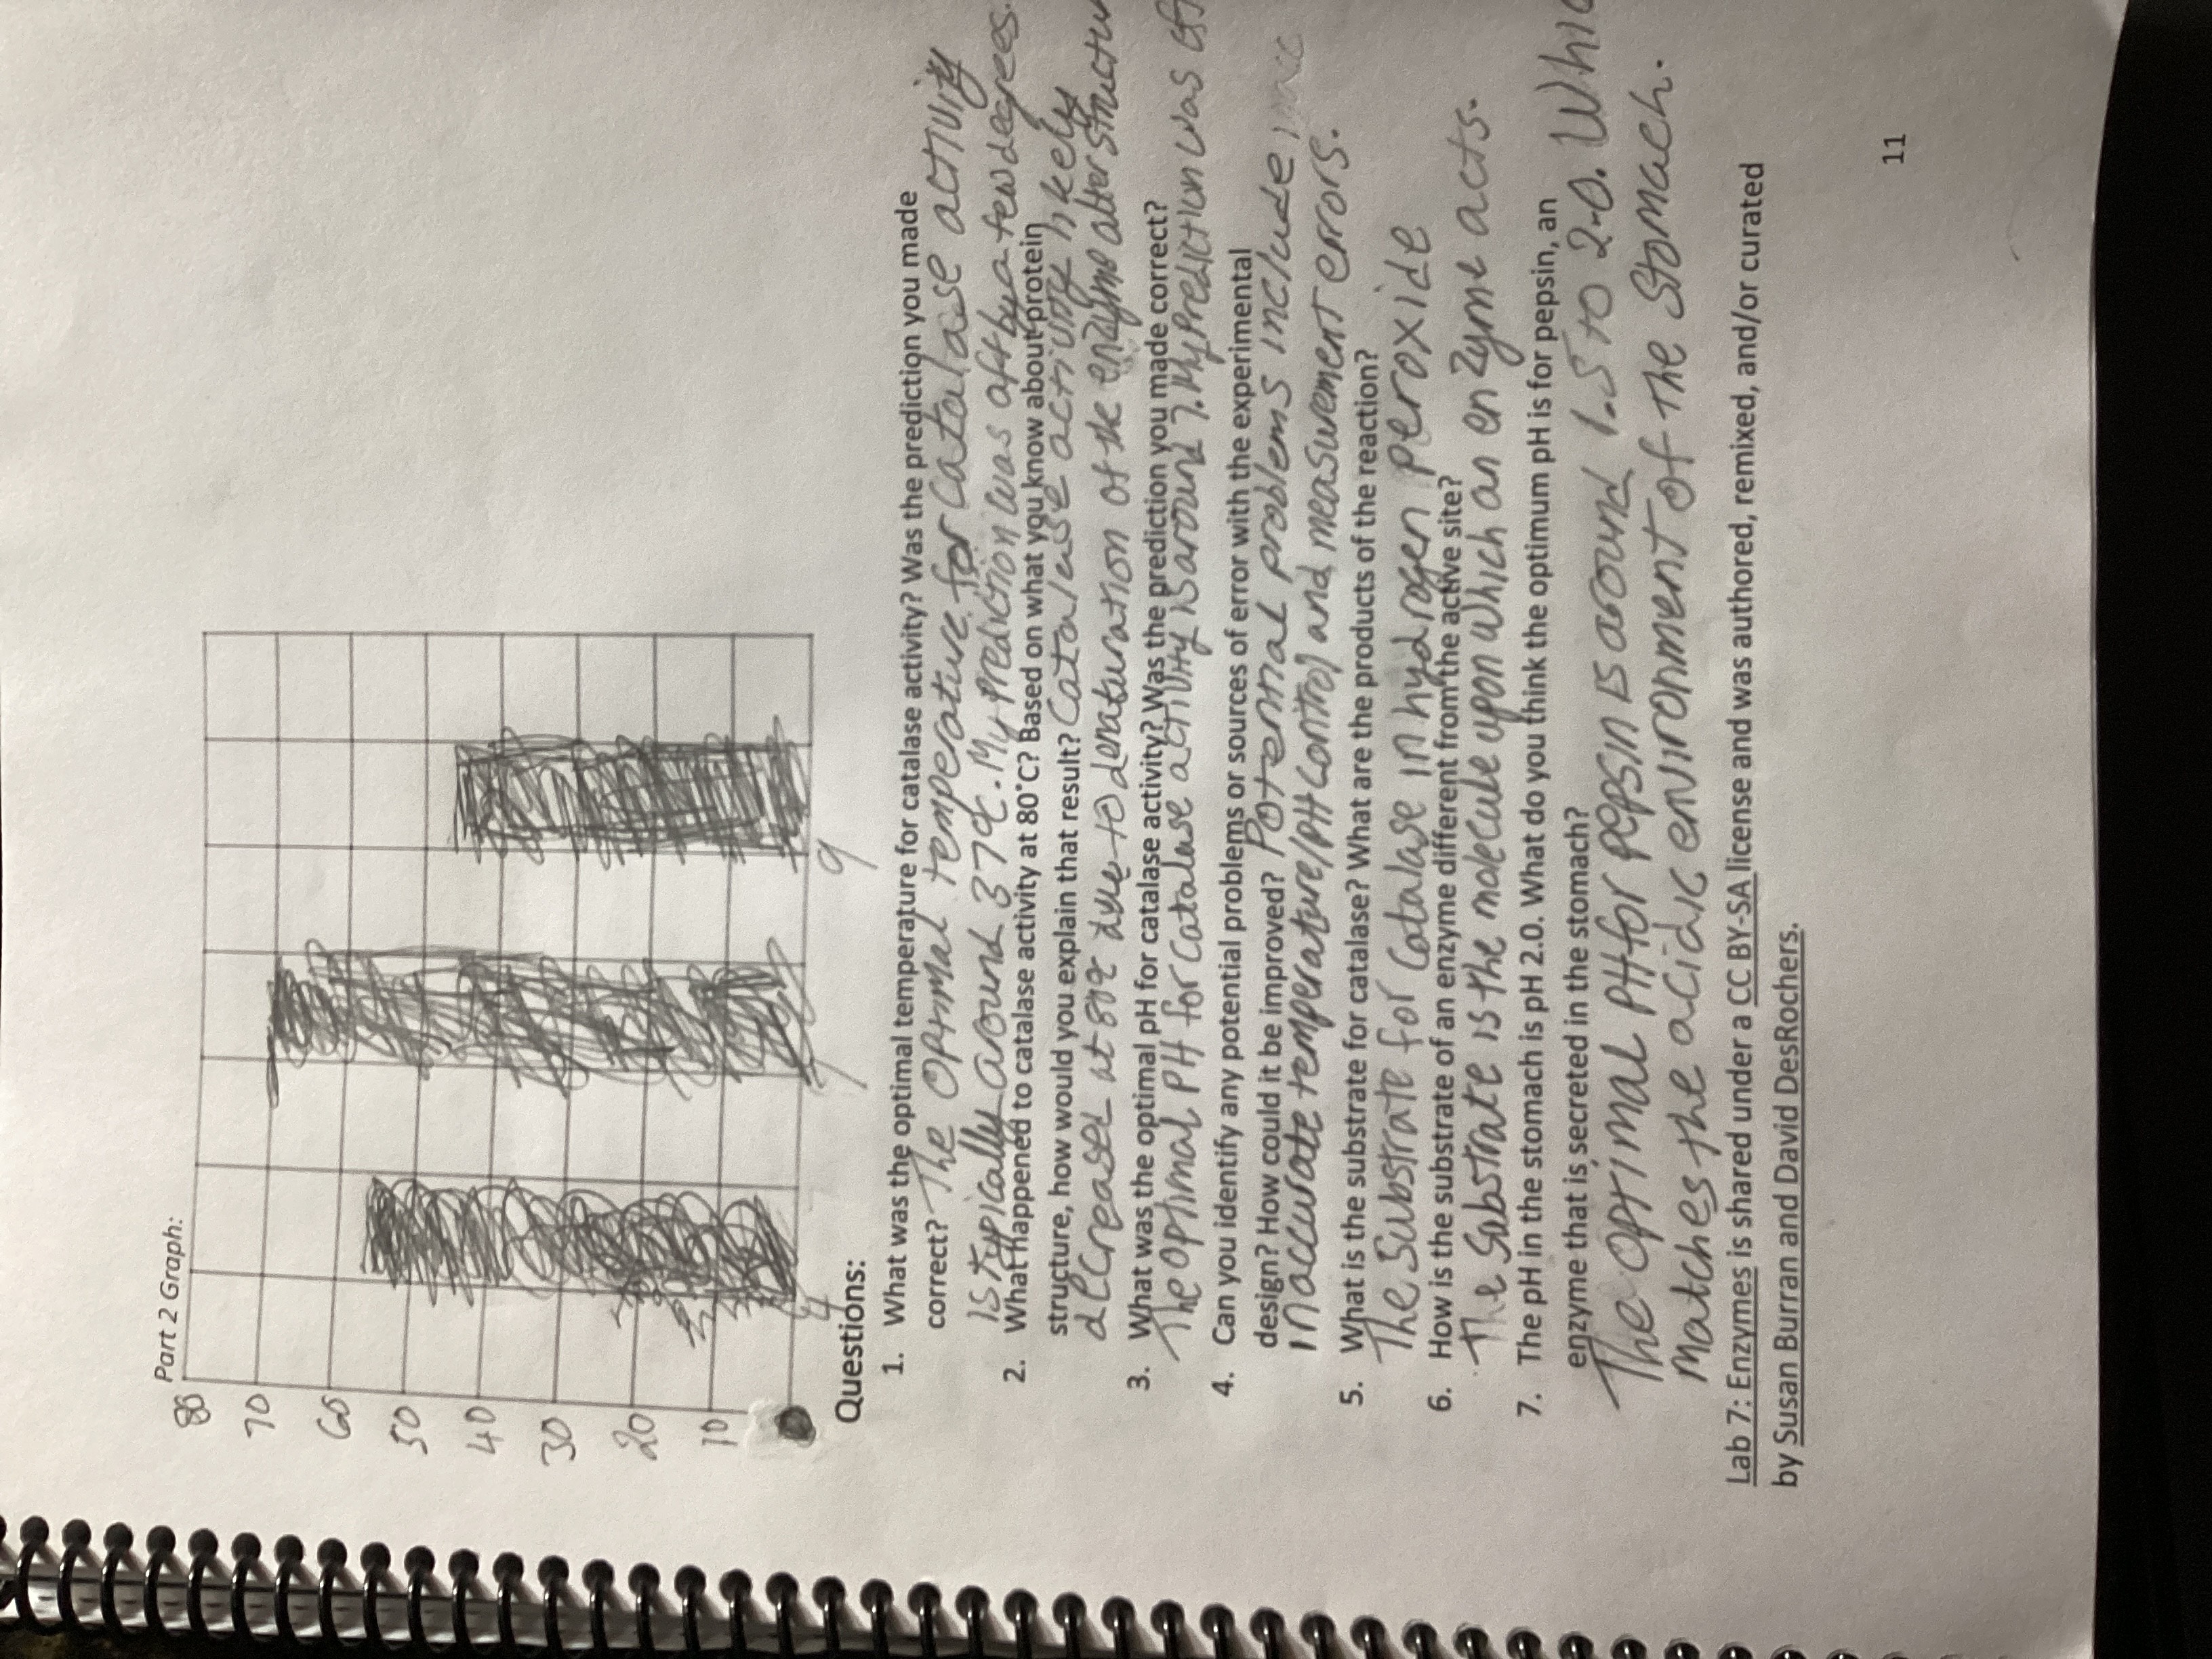 Part 2 Graph:
80
70
60
50
40
30
20
10
0
4 7 9
Questions:
1. What was the optimal temperature for catalase activity? Was the prediction you made
correct? The optimal temperature for catalase activity
is typically around 37°C. My prediction was off by a few degrees.
2. What happened to catalase activity at 80°C? Based on what you know about protein
structure, how would you explain that result? Catalase activity likely
decreased at 80°C due to denaturation of the enzyme alter structu
3. What was the optimal pH for catalase activity? Was the prediction you made correct?
The optimal PH for catalase activity is around 7. My prediction was off
4. Can you identify any potential problems or sources of error with the experimental
design? How could it be improved? Potential problems include
inaccurate temperature/pH control and measurement errors.
5. What is the substrate for catalase? What are the products of the reaction?
The substrate for catalase in hydrogen peroxide
6. How is the substrate of an enzyme different from the active site?
The substrate is the molecule upon which an enzyme acts.
7. The pH in the stomach is pH 2.0. What do you think the optimum pH is for pepsin, an
enzyme that is secreted in the stomach?
The optimal pH for pepsin is around 1.5 to 2.0. Whic
matches the acidic environment of the stomach.
Lab 7: Enzymes is shared under a CC BY-SA license and was authored, remixed, and/or curated
by Susan Burran and David DesRochers.
11